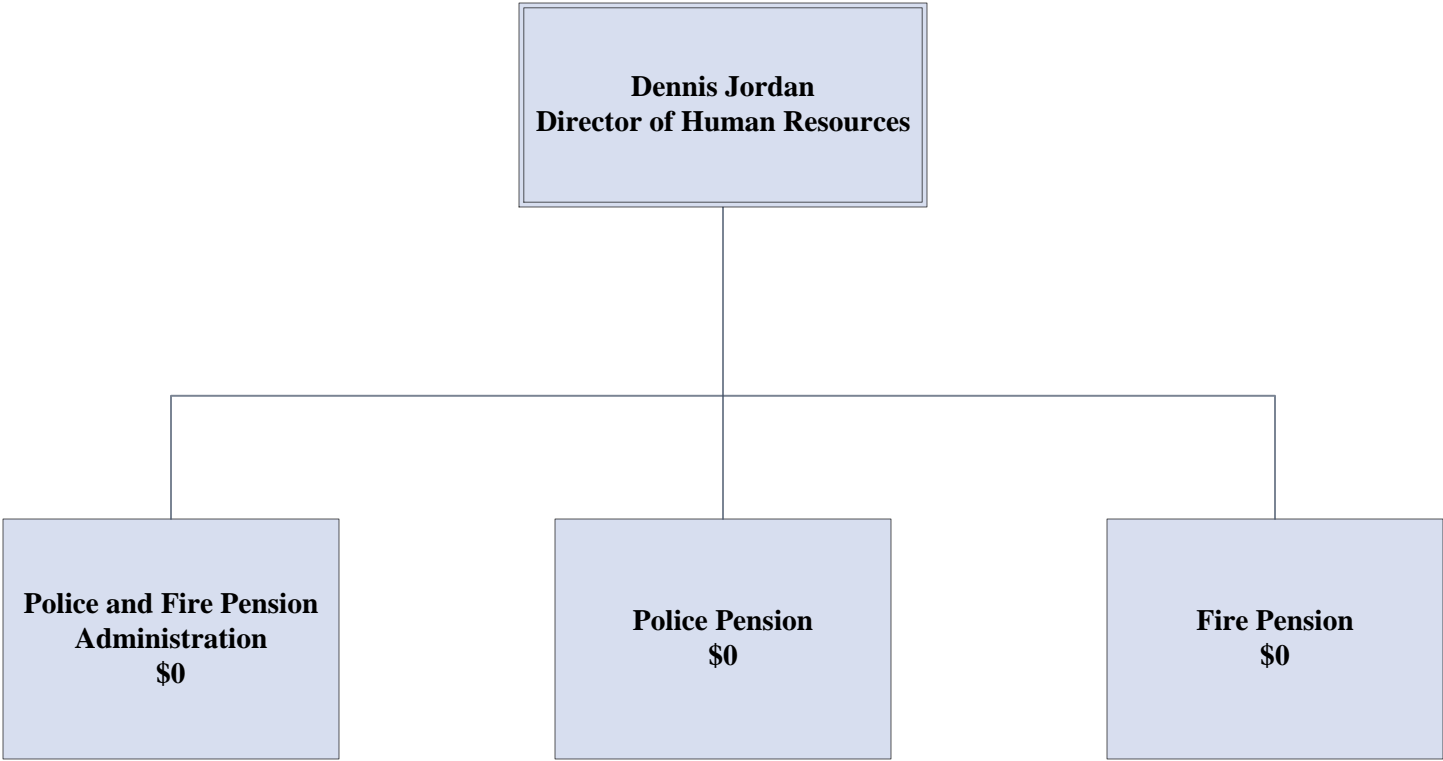 Dennis Jordan
Director of Human Resources
Police and Fire Pension
Administration
$0
Police Pension
$0
Fire Pension
$0